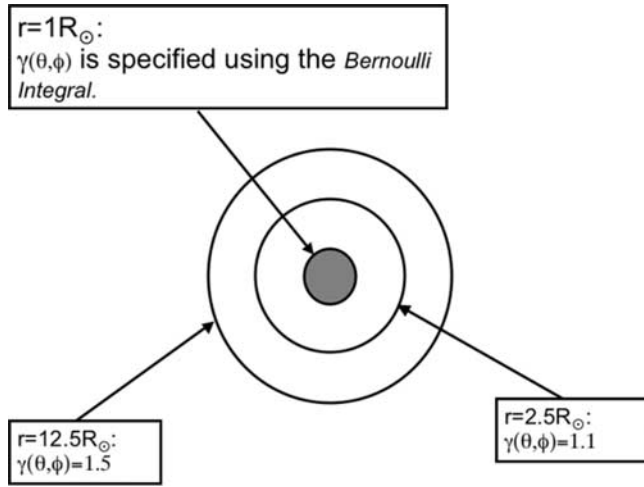 r=1R☉:
γ(θ,ϕ) is specified using the Bernoulli
Integral.
r=12.5R☉:
γ(θ,ϕ)=1.5
r=2.5R☉:
γ(θ,ϕ)=1.1